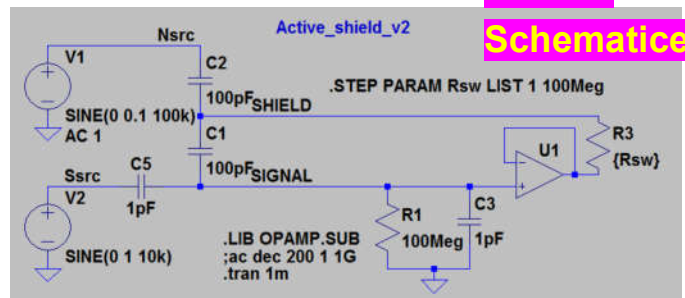 Active_shield_v2
Schematice
Nsrc
V1
C2
.STEP PARAM Rsw LIST 1 100Meg
100pF
SHIELD
SINE(0 0.1 100k)
AC 1
C1
R3
{Rsw}
U1
100pF
SIGNAL
C5
Ssrc
V2
1pF
R1
C3
100Meg
1pF
.LIB OPAMP.SUB
;ac dec 200 1 1G
.tran 1m
SINE(0 1 10k)